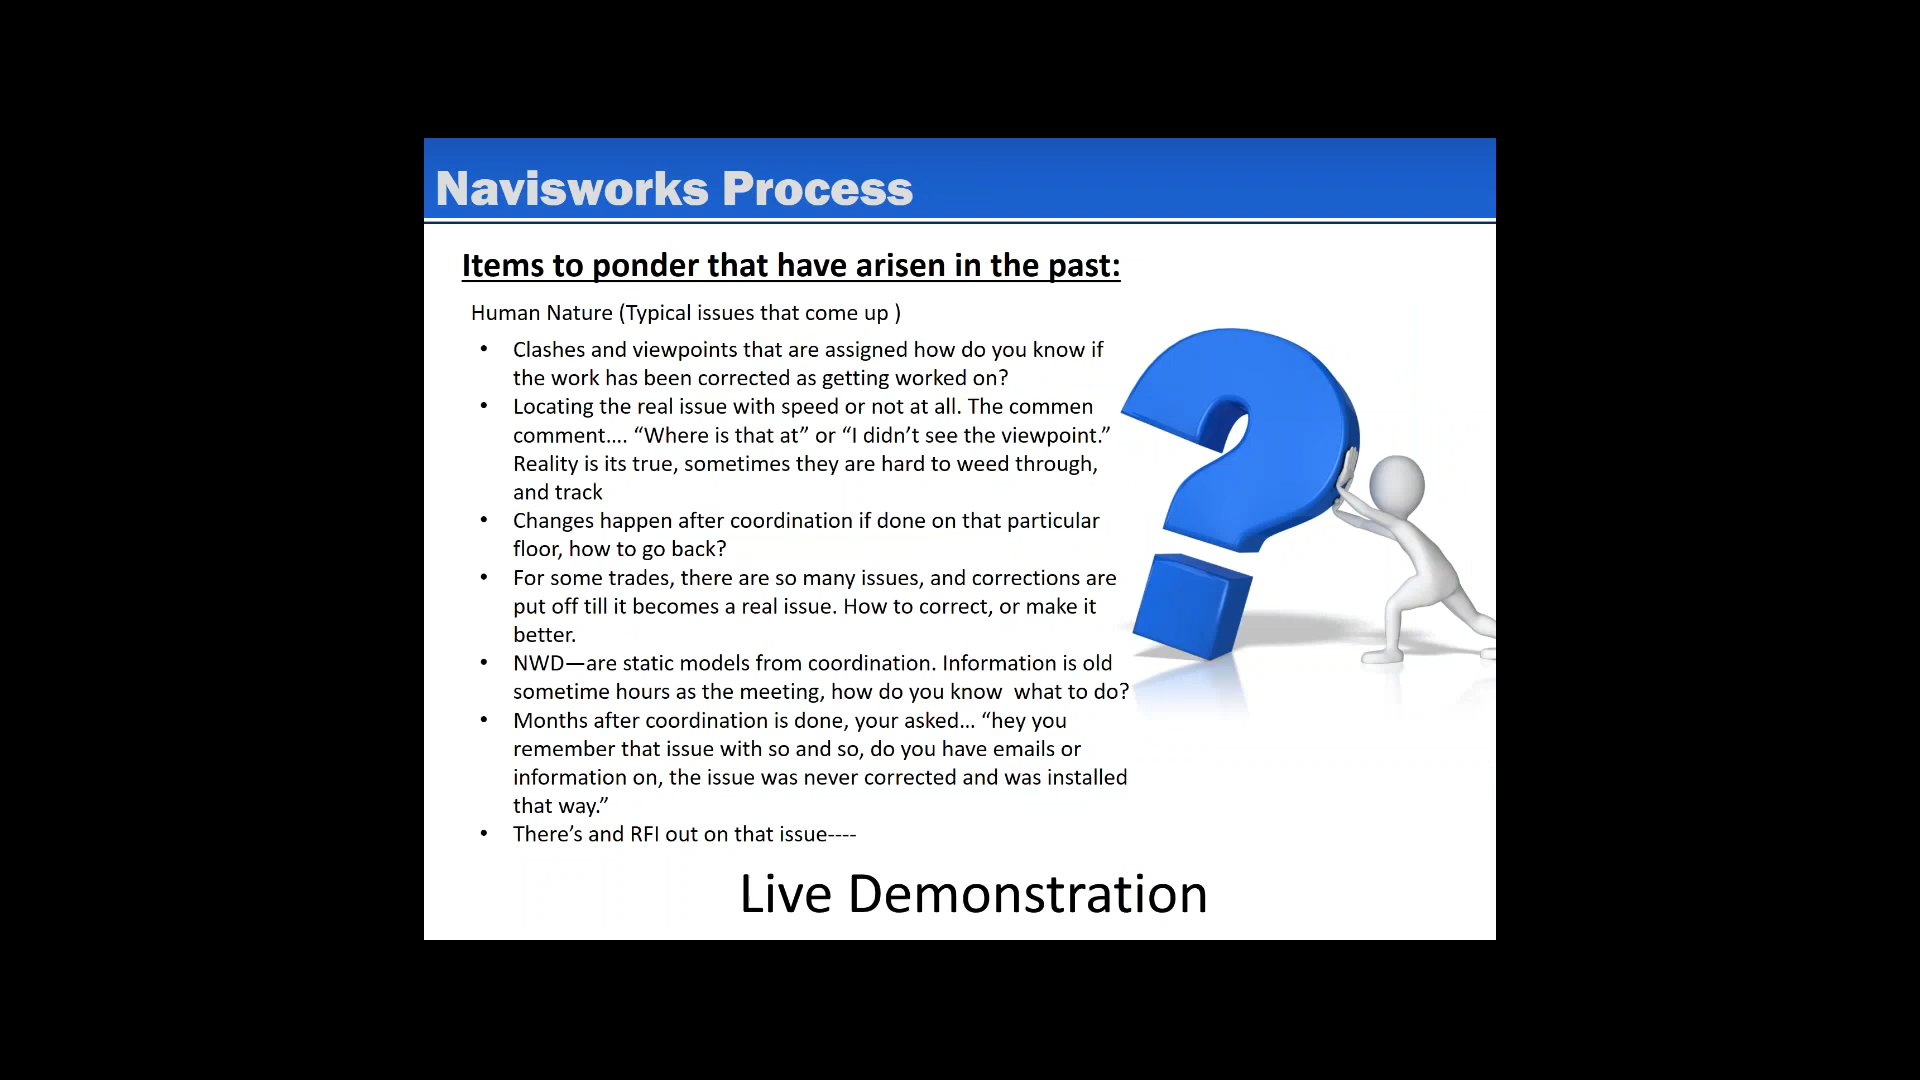 Navisworks Process
Items to ponder that have arisen in the past:
Human Nature (Typical issues that come up )
• Clashes and viewpoints that are assigned how do you know if
the work has been corrected as getting worked on?
• Locating the real issue with speed or not at all. The commen
comment…. “Where is that at” or “I didn’t see the viewpoint.”
Reality is its true, sometimes they are hard to weed through,
and track
• Changes happen after coordination if done on that particular
floor, how to go back?
• For some trades, there are so many issues, and corrections are
put off till it becomes a real issue. How to correct, or make it
better.
• NWD—are static models from coordination. Information is old
sometime hours as the meeting, how do you know  what to do?
• Months after coordination is done, your asked… “hey you
remember that issue with so and so, do you have emails or
information on, the issue was never corrected and was installed
that way.”
• There’s and RFI out on that issue----
Live Demonstration